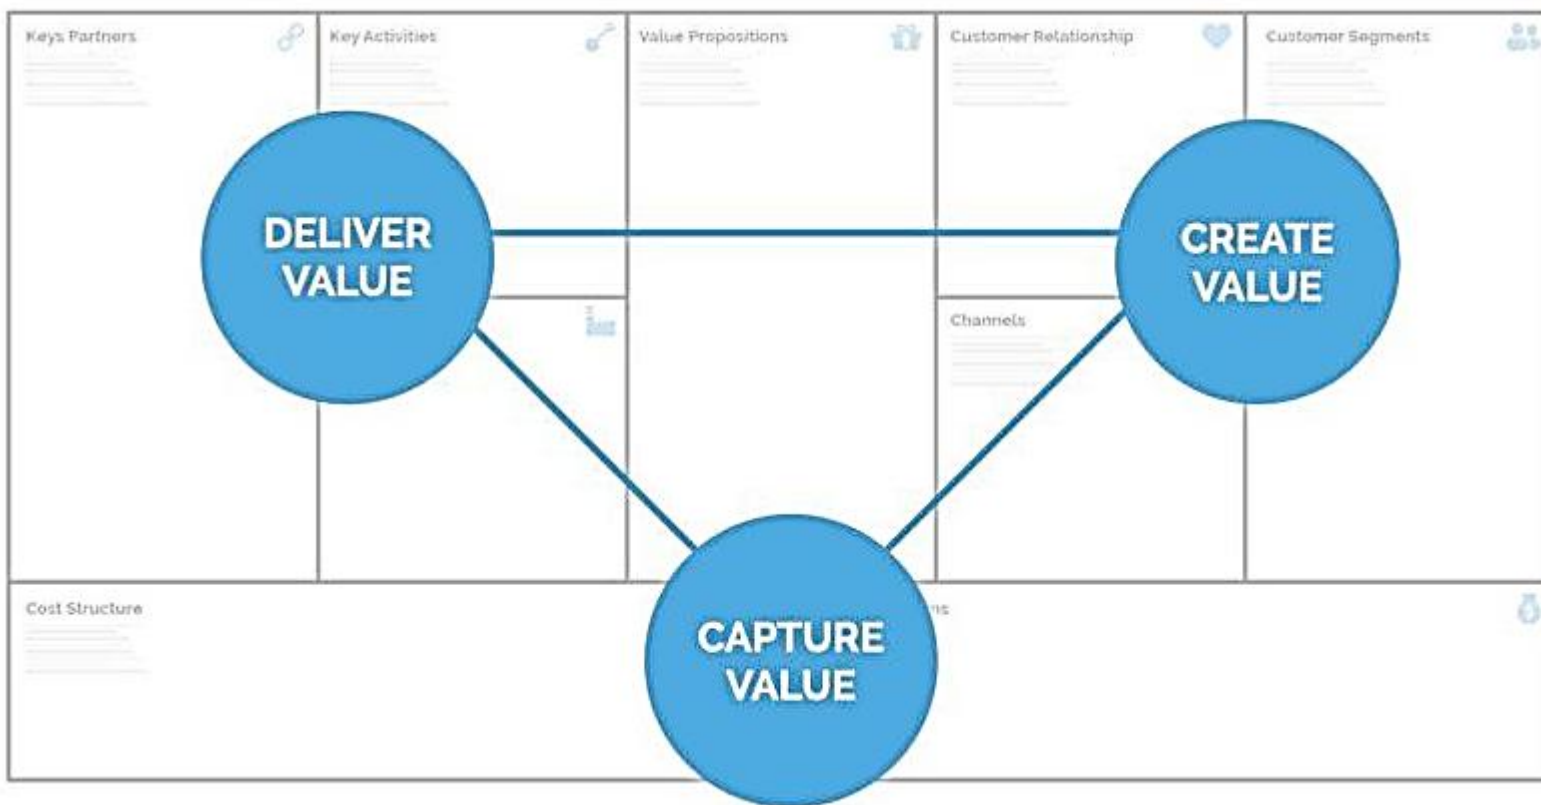 Keys Partners
Key Activities
Value Propositions
Customer Relationship
Customer Segments
DELIVER
VALUE
CREATE
VALUE
Channels
Cost Structure
CAPTURE
VALUE